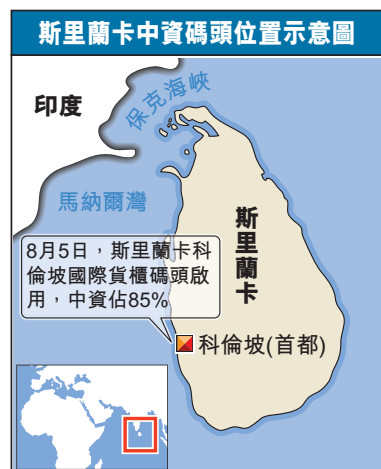 斯里蘭卡中資碼頭位置示意圖
印度
保克海峽
馬納爾灣
斯里蘭卡
8月5日，斯里蘭卡科
倫坡國際貨櫃碼頭啟
用，中資佔85%
科倫坡(首都)